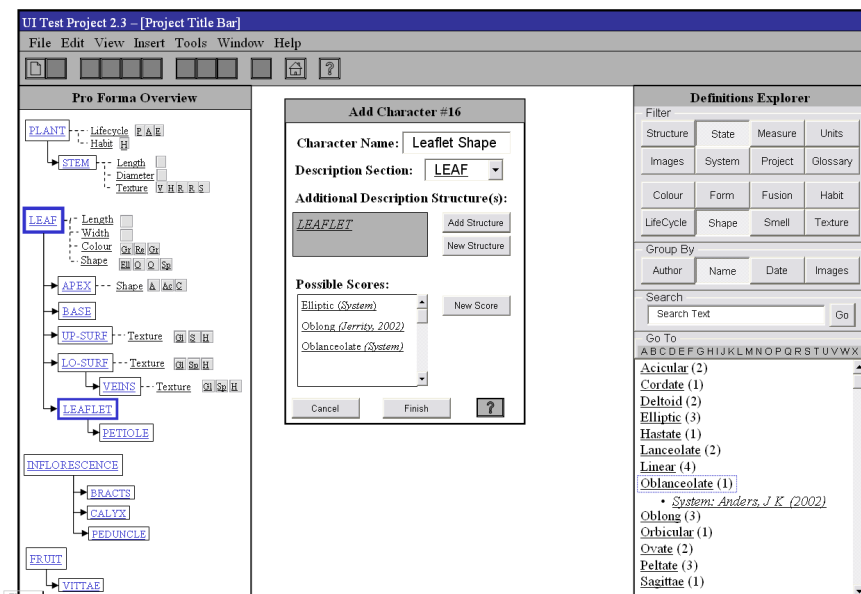 UI Test Project 2.3 – [Project Title Bar]
File Edit View Insert Tools Window Help
?
Pro Forma Overview
PLANT Lifecycle P A E
Habit H
STEM Length
Diameter
Texture V H R R S
LEAF Length
Width
Colour Gr Re Gr
Shape Ell O O Sp
APEX Shape A Ac C
BASE
UP-SURF Texture Gl S H
LO-SURF Texture Gl Sp H
VEINS Texture Gl Sp H
LEAFLET
PETIOLE
INFLORESCENCE
BRACTS
CALYX
PEDUNCLE
FRUIT
VITTAE
Add Character #16
Character Name: Leaflet Shape
Description Section: LEAF
Additional Description Structure(s):
LEAFLET
Add Structure
New Structure
Possible Scores:
Elliptic (System)
Oblong (Jerrity, 2002)
Oblanceolate (System)
New Score
Cancel Finish ?
Definitions Explorer
Filter
Structure State Measure Units
Images System Project Glossary
Colour Form Fusion Habit
LifeCycle Shape Smell Texture
Group By
Author Name Date Images
Search
Search Text Go
Go To
A B C D E F G H I J K L M N O P Q R S T U V W X
Acicular (2)
Cordate (1)
Deltoid (2)
Elliptic (3)
Hastate (1)
Lanceolate (2)
Linear (4)
Oblanceolate (1)
• System: Anders, J K (2002)
Oblong (3)
Orbicular (1)
Ovate (2)
Peltate (3)
Sagittae (1)